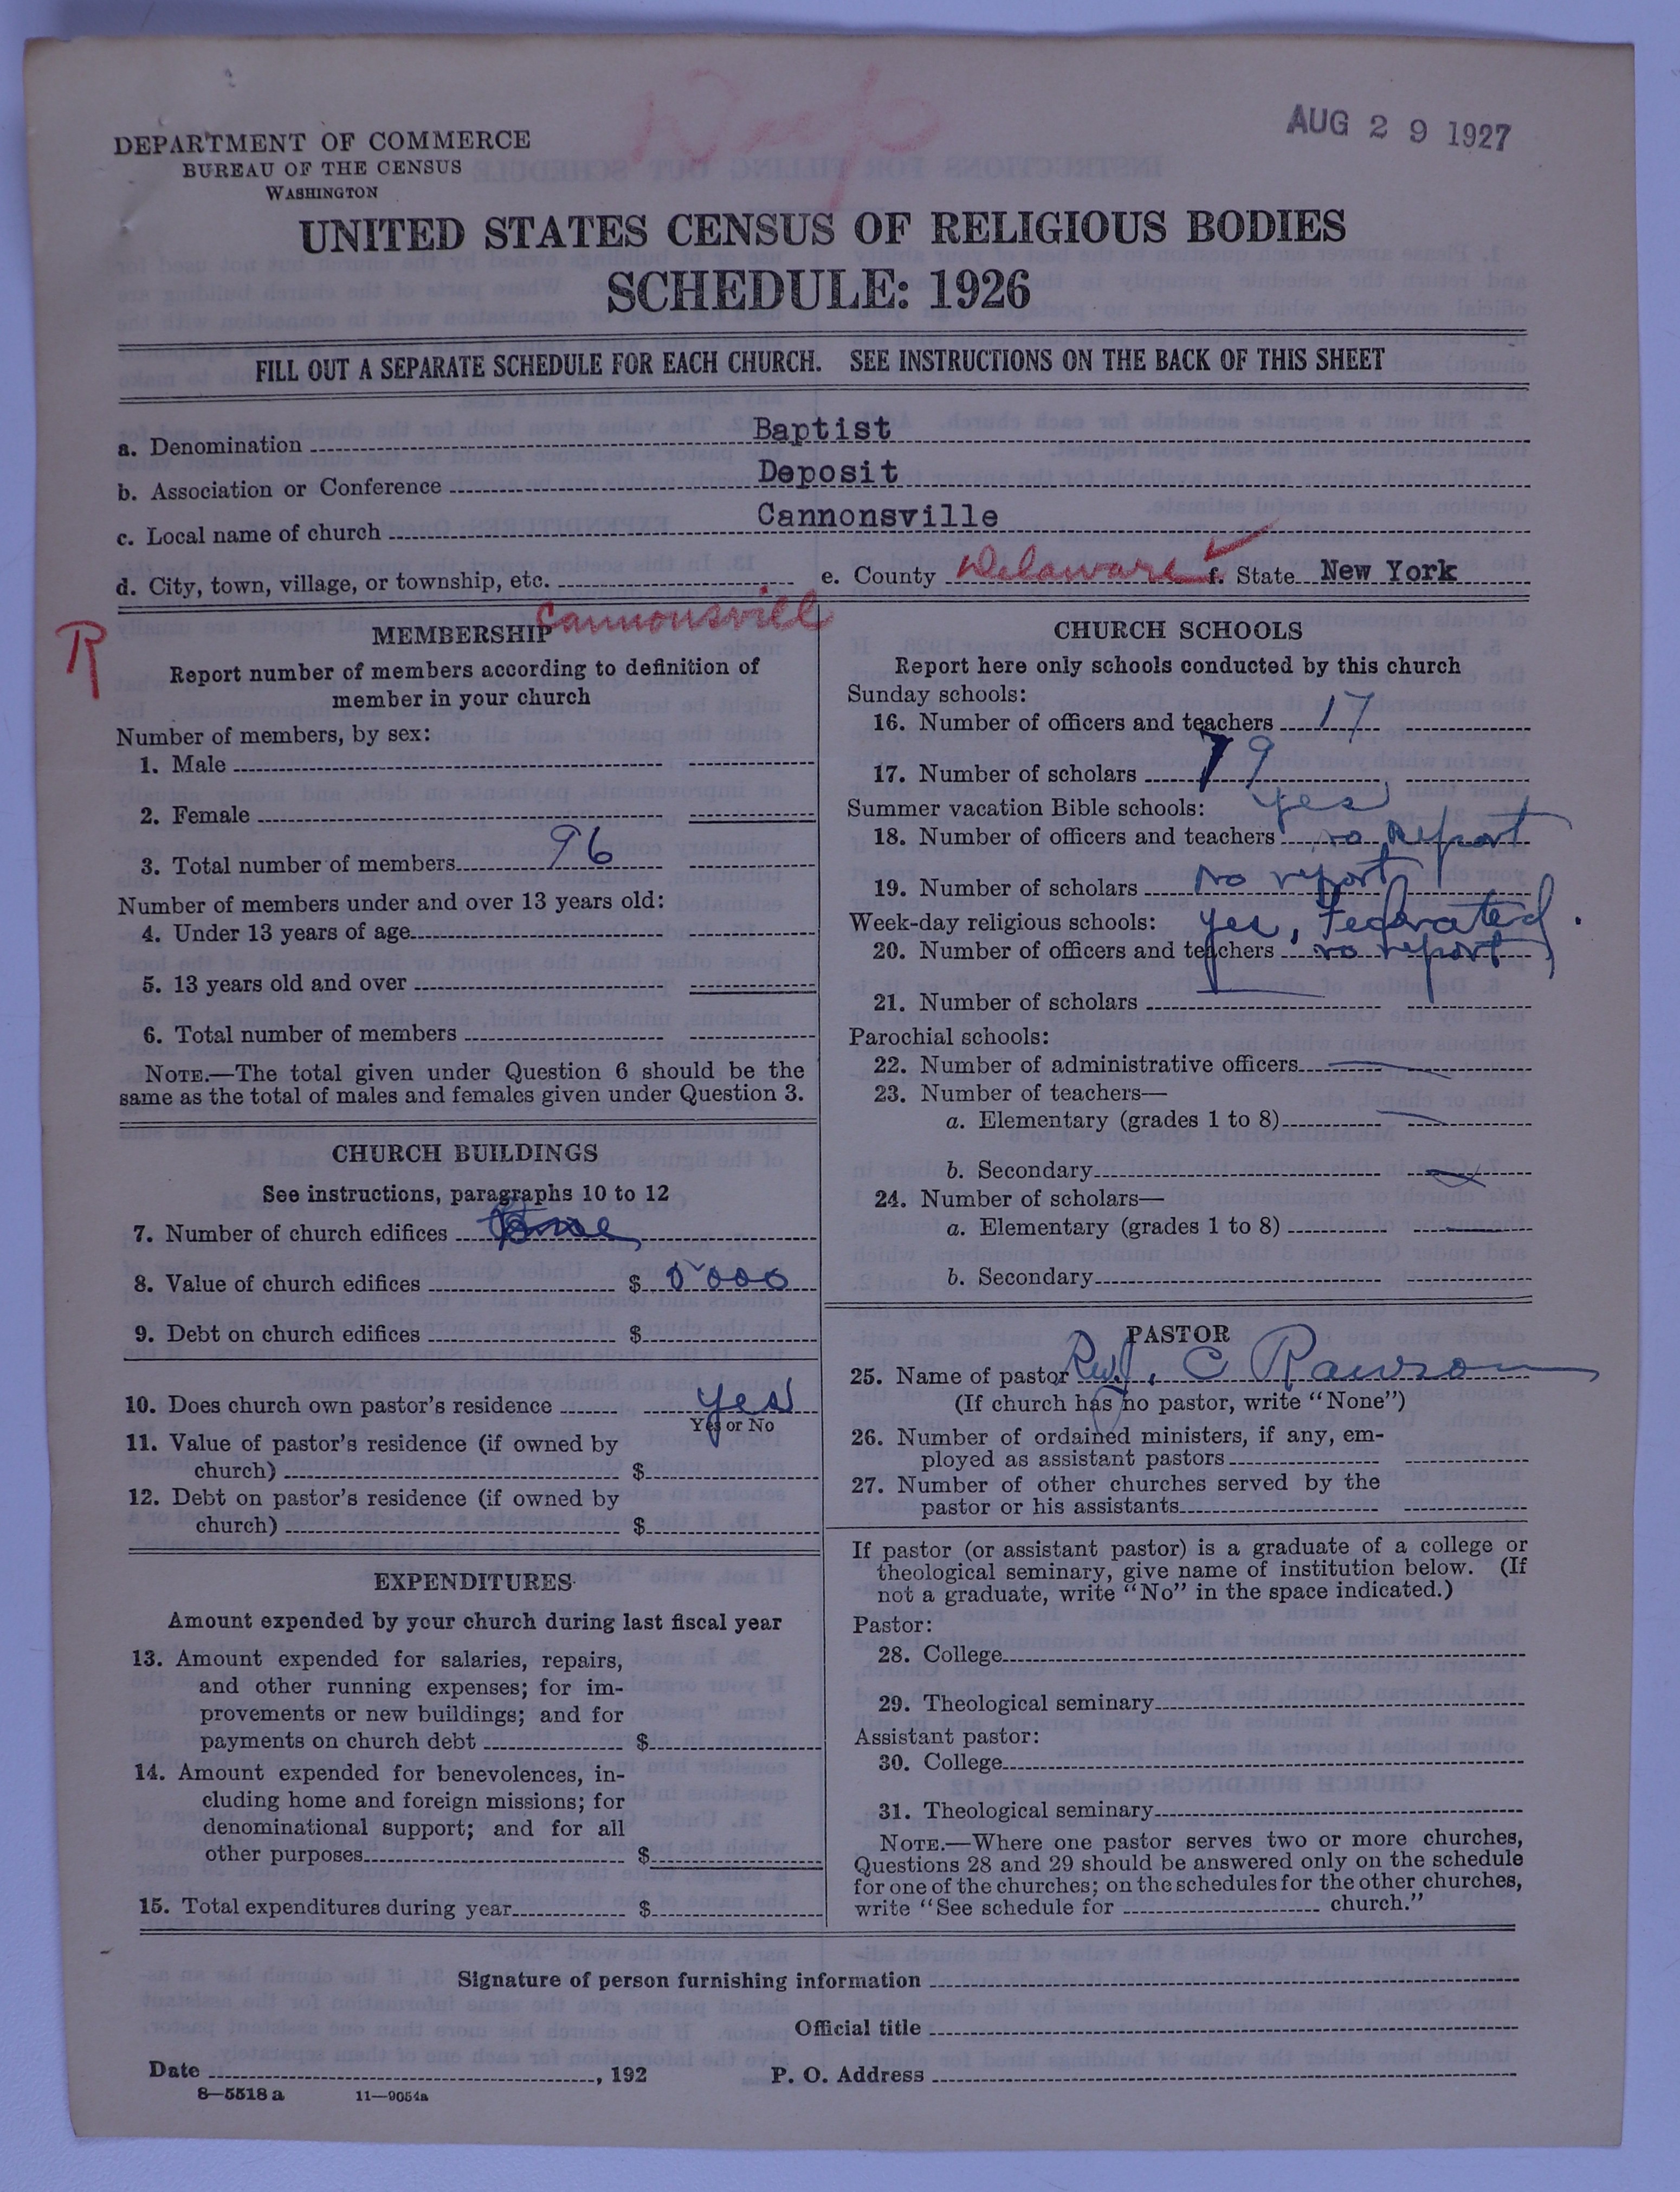 AUG 29 1927
DEPARTMENT OF COMMERCE
BUREAU OF THE CENSUS
WASHINGTON
UNITED STATES CENSUS OF RELIGIOUS BODIES
SCHEDULE: 1926
FILL OUT A SEPARATE SCHEDULE FOR EACH CHURCH. SEE INSTRUCTIONS ON THE BACK OF THIS SHEET
a. Denomination Baptist
b. Association or Conference Deposit
c. Local name of church Cannonsville
d. City, town, village, or township, etc. e. County Delaware f. State New York
Cannonsvill
R
MEMBERSHIP
Report number of members according to definition of
member in your church
Number of members, by sex:
1. Male
2. Female
3. Total number of members 96
Number of members under and over 13 years old:
4. Under 13 years of age
5. 13 years old and over
6. Total number of members
NOTE.—The total given under Question 6 should be the
same as the total of males and females given under Question 3.
CHURCH BUILDINGS
See instructions, paragraphs 10 to 12
7. Number of church edifices One
8. Value of church edifices $
9. Debt on church edifices $
10. Does church own pastor's residence yes
Yes or No
11. Value of pastor's residence (if owned by
church) $
12. Debt on pastor's residence (if owned by
church) $
EXPENDITURES
Amount expended by your church during last fiscal year
13. Amount expended for salaries, repairs,
and other running expenses; for im-
provements or new buildings; and for
payments on church debt $
14. Amount expended for benevolences, in-
cluding home and foreign missions; for
denominational support; and for all
other purposes $
15. Total expenditures during year $
CHURCH SCHOOLS
Report here only schools conducted by this church
Sunday schools:
16. Number of officers and teachers 17
17. Number of scholars 79
Summer vacation Bible schools: yes
18. Number of officers and teachers no report
19. Number of scholars no report
Week-day religious schools: yes, Federated.
20. Number of officers and teachers no report
21. Number of scholars
Parochial schools:
22. Number of administrative officers
23. Number of teachers—
a. Elementary (grades 1 to 8)
b. Secondary
24. Number of scholars—
a. Elementary (grades 1 to 8)
b. Secondary
PASTOR
25. Name of pastor Rev. C Rawson
(If church has no pastor, write "None")
26. Number of ordained ministers, if any, em-
ployed as assistant pastors
27. Number of other churches served by the
pastor or his assistants
If pastor (or assistant pastor) is a graduate of a college or
theological seminary, give name of institution below. (If
not a graduate, write "No" in the space indicated.)
Pastor:
28. College
29. Theological seminary
Assistant pastor:
30. College
31. Theological seminary
NOTE.—Where one pastor serves two or more churches,
Questions 28 and 29 should be answered only on the schedule
for one of the churches; on the schedules for the other churches,
write "See schedule for church."
Signature of person furnishing information
Official title
Date , 192 P. O. Address
8—5518 a 11—9054a